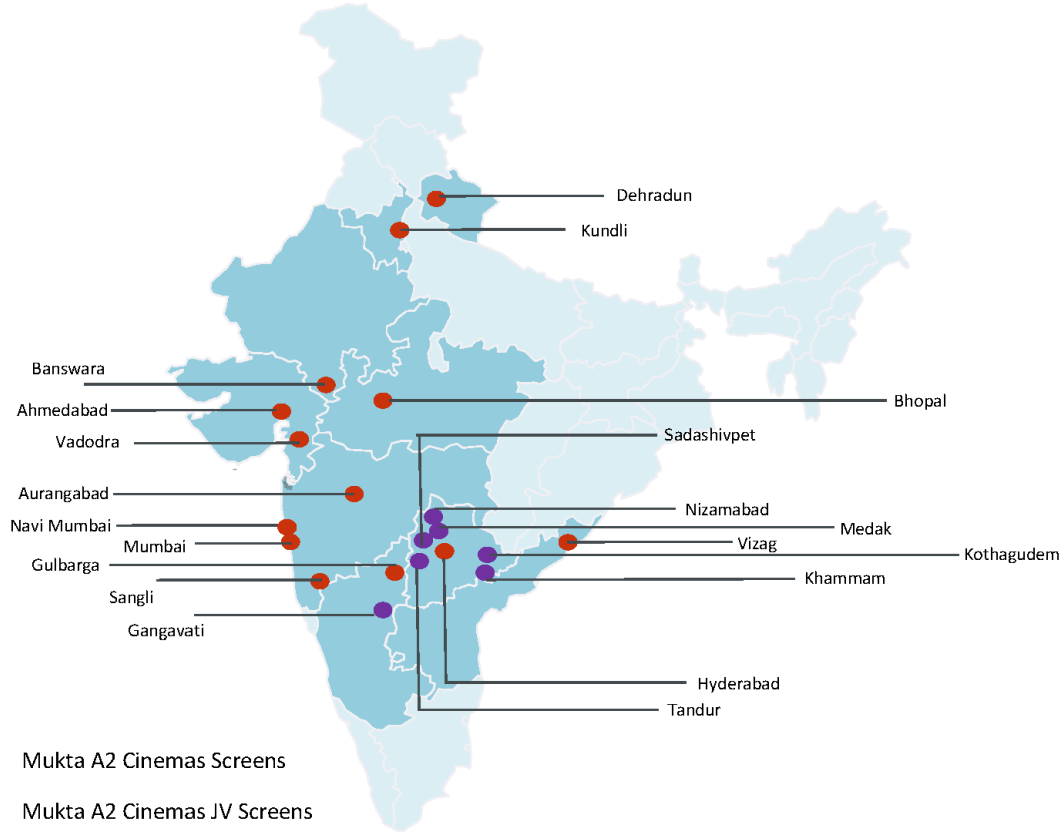 Dehradun
Kundli
Banswara
Bhopal
Ahmedabad
Vadodra
Sadashivpet
Aurangabad
Nizamabad
Navi Mumbai
Medak
Mumbai
Vizag
Kothagudem
Gulbarga
Khammam
Sangli
Gangavati
Hyderabad
Tandur
Mukta A2 Cinemas Screens
Mukta A2 Cinemas JV Screens